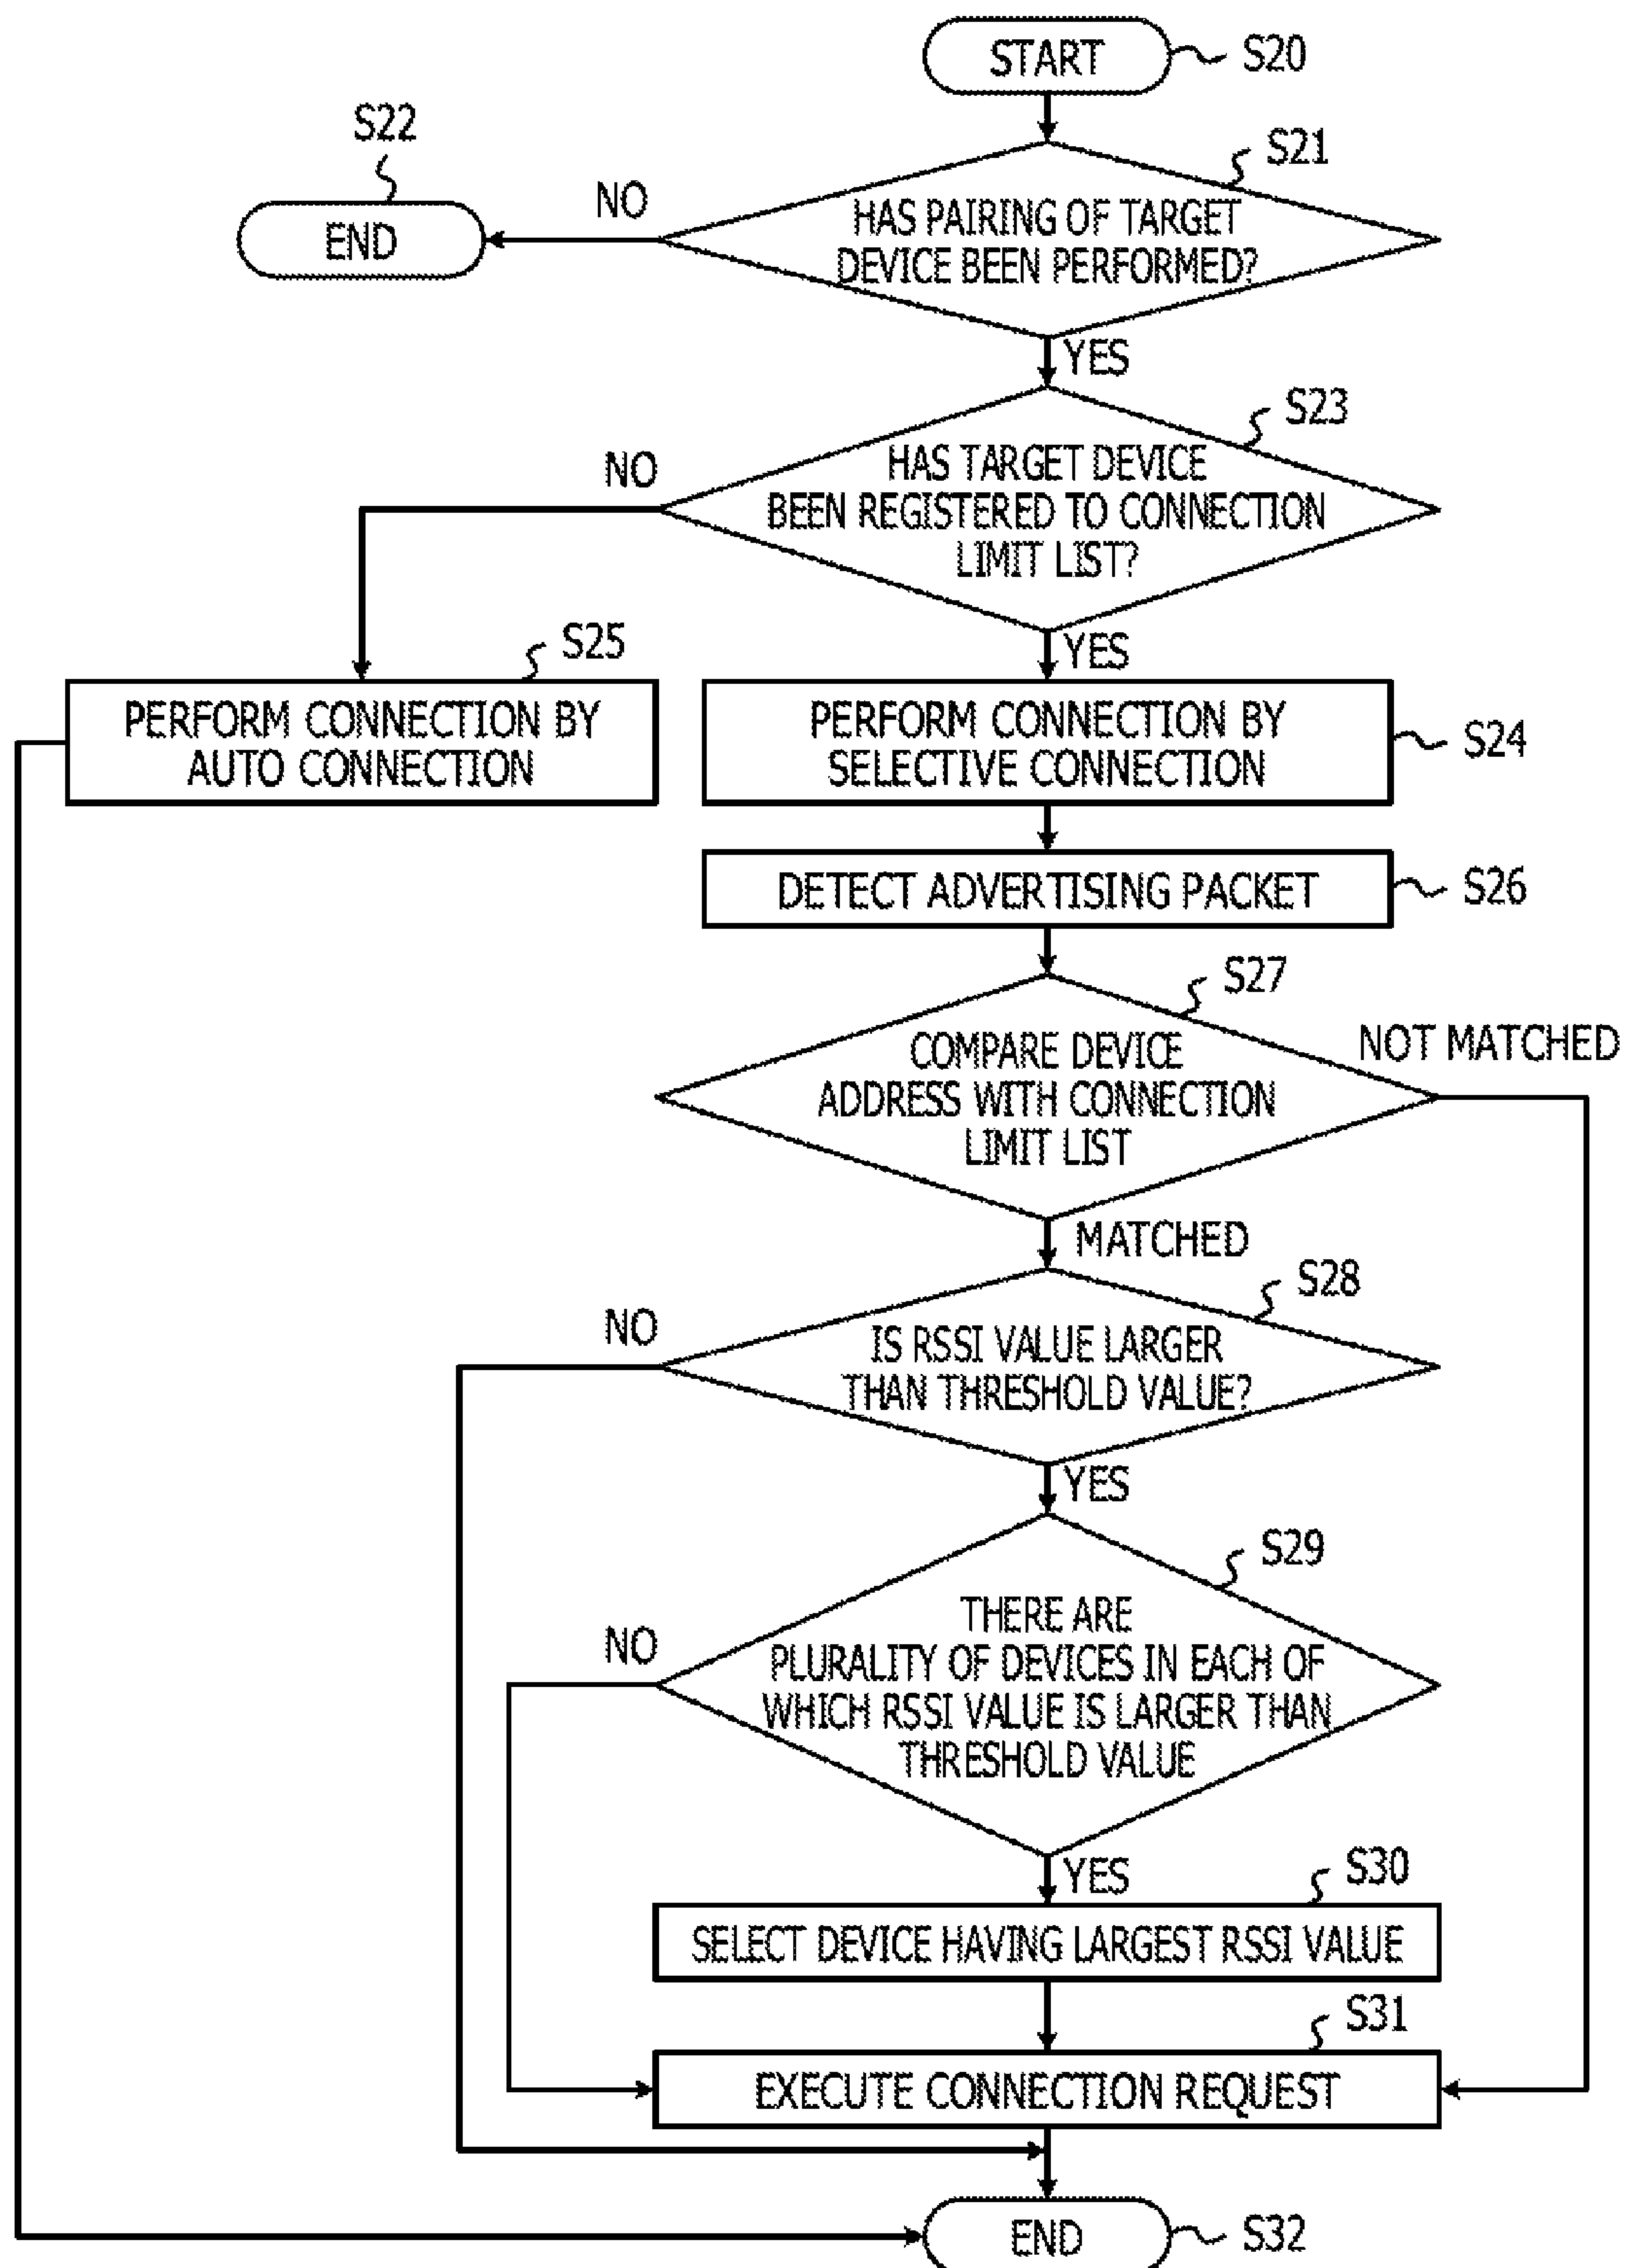 START
S20
S22
S21
NO
END
HAS PAIRING OF TARGET
DEVICE BEEN PERFORMED?
YES
S23
NO
HAS TARGET DEVICE
BEEN REGISTERED TO CONNECTION
LIMIT LIST?
S25
YES
PERFORM CONNECTION BY
AUTO CONNECTION
PERFORM CONNECTION BY
SELECTIVE CONNECTION
S24
DETECT ADVERTISING PACKET
S26
S27
NOT MATCHED
COMPARE DEVICE
ADDRESS WITH CONNECTION
LIMIT LIST
MATCHED
S28
NO
IS RSSI VALUE LARGER
THAN THRESHOLD VALUE?
YES
S29
NO
THERE ARE
PLURALITY OF DEVICES IN EACH OF
WHICH RSSI VALUE IS LARGER THAN
THRESHOLD VALUE
YES
S30
SELECT DEVICE HAVING LARGEST RSSI VALUE
S31
EXECUTE CONNECTION REQUEST
END
S32